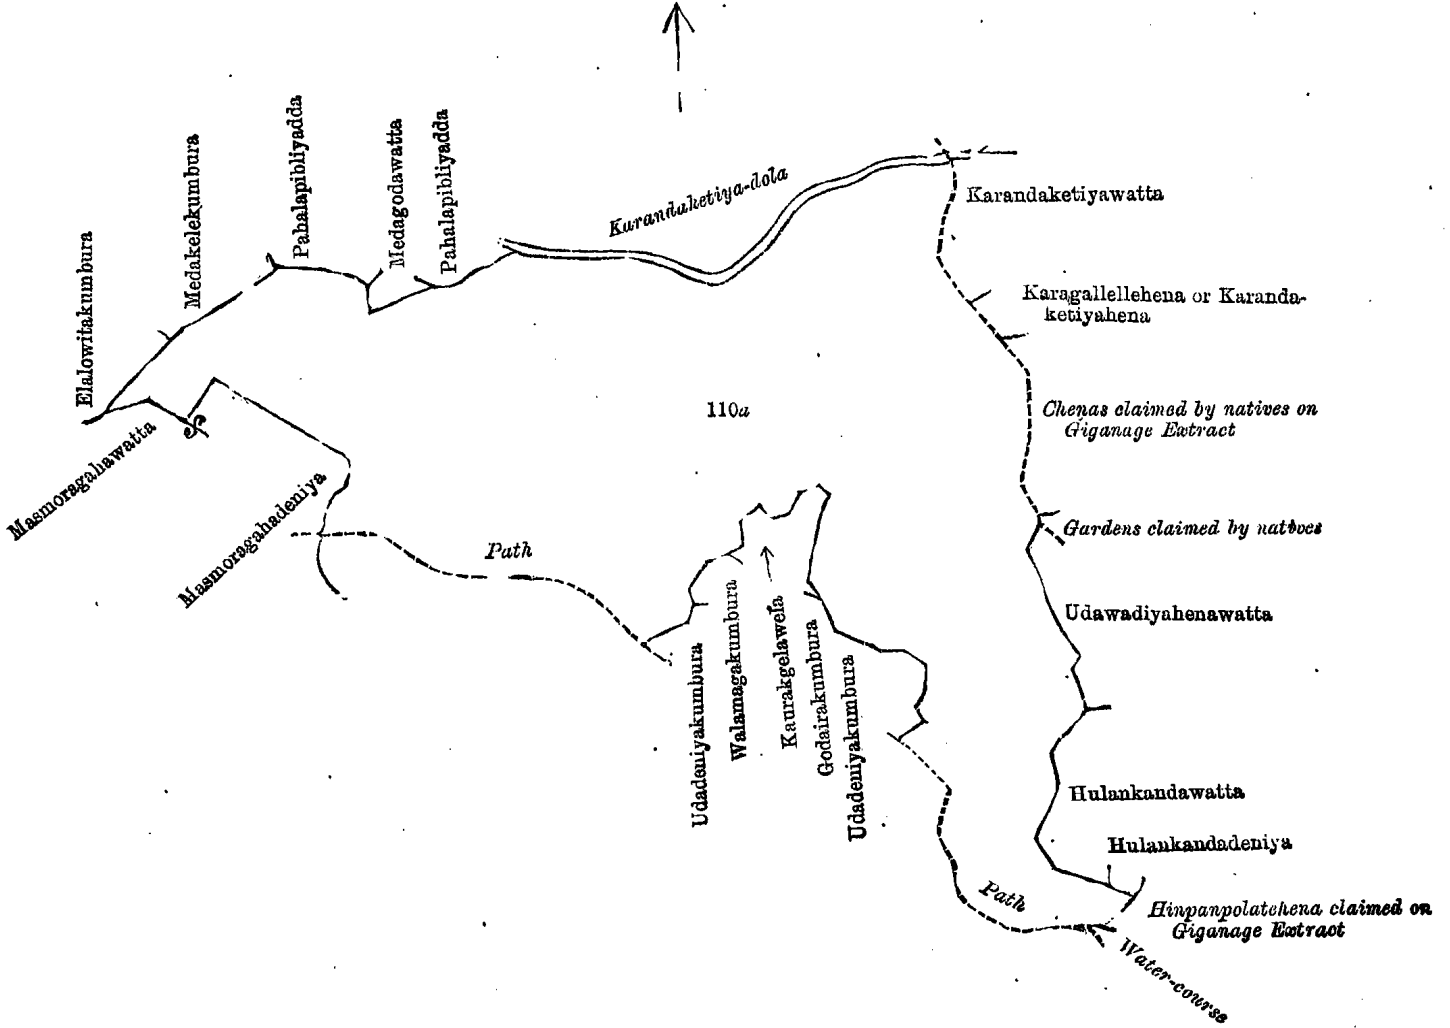 Elalowitakumbura
Medakelekumbura
Pahalapibliyadda
Medagodawatta
Pahalapibliyadda
Karandaketiya-dola
Karandaketiyawatta
Karagallellehena or Karanda-
ketiyahena
Chenas claimed by natives on
Giganage Extract
Gardens claimed by natives
Udawadiyahenawatta
Hulankandawatta
Hulankandadeniya
Hinpanpolatehena claimed on
Giganage Extract
Water-course
Path
Udadeniyakumbura
Godairakumbura
Kaurakgelawela
Walamagakumbura
Udadeniyakumbura
Path
Masmoragahadeniya
S
Masmoragahawatta
110a